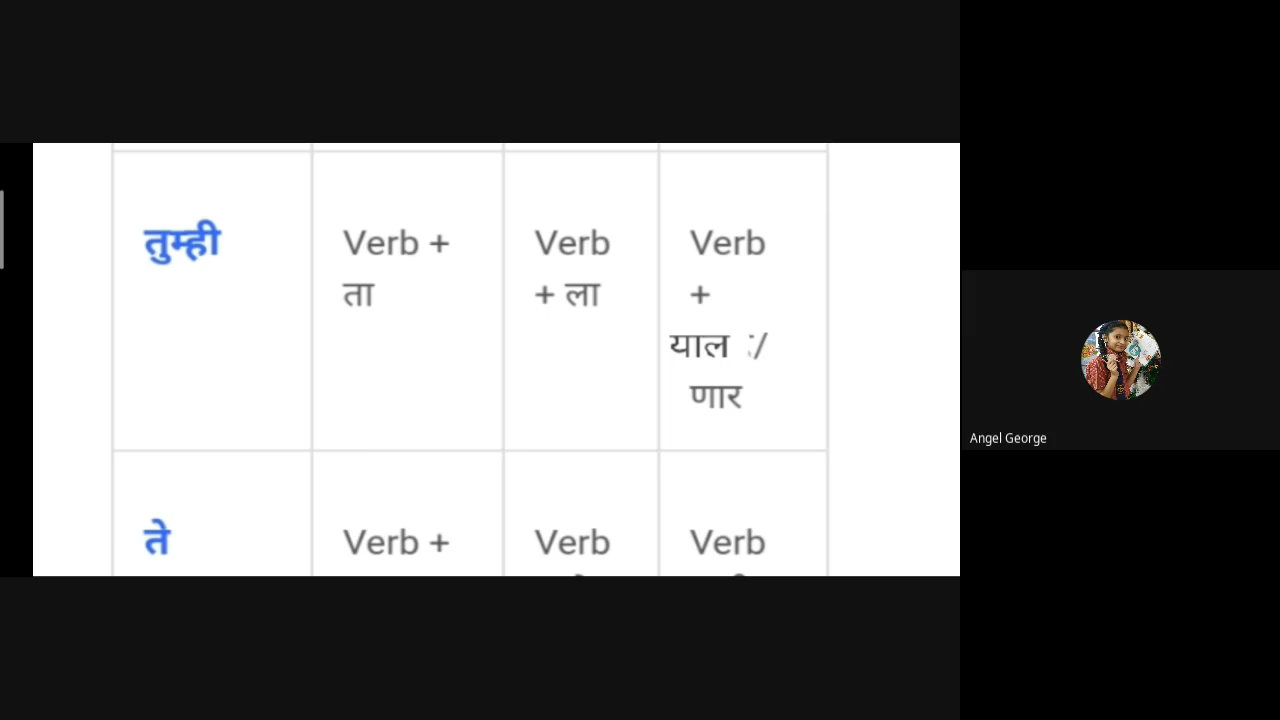 तुम्ही
Verb +
ता
Verb
+ ला
Verb
+
याल /
णार
ते
Verb +
Verb
Verb
Angel George